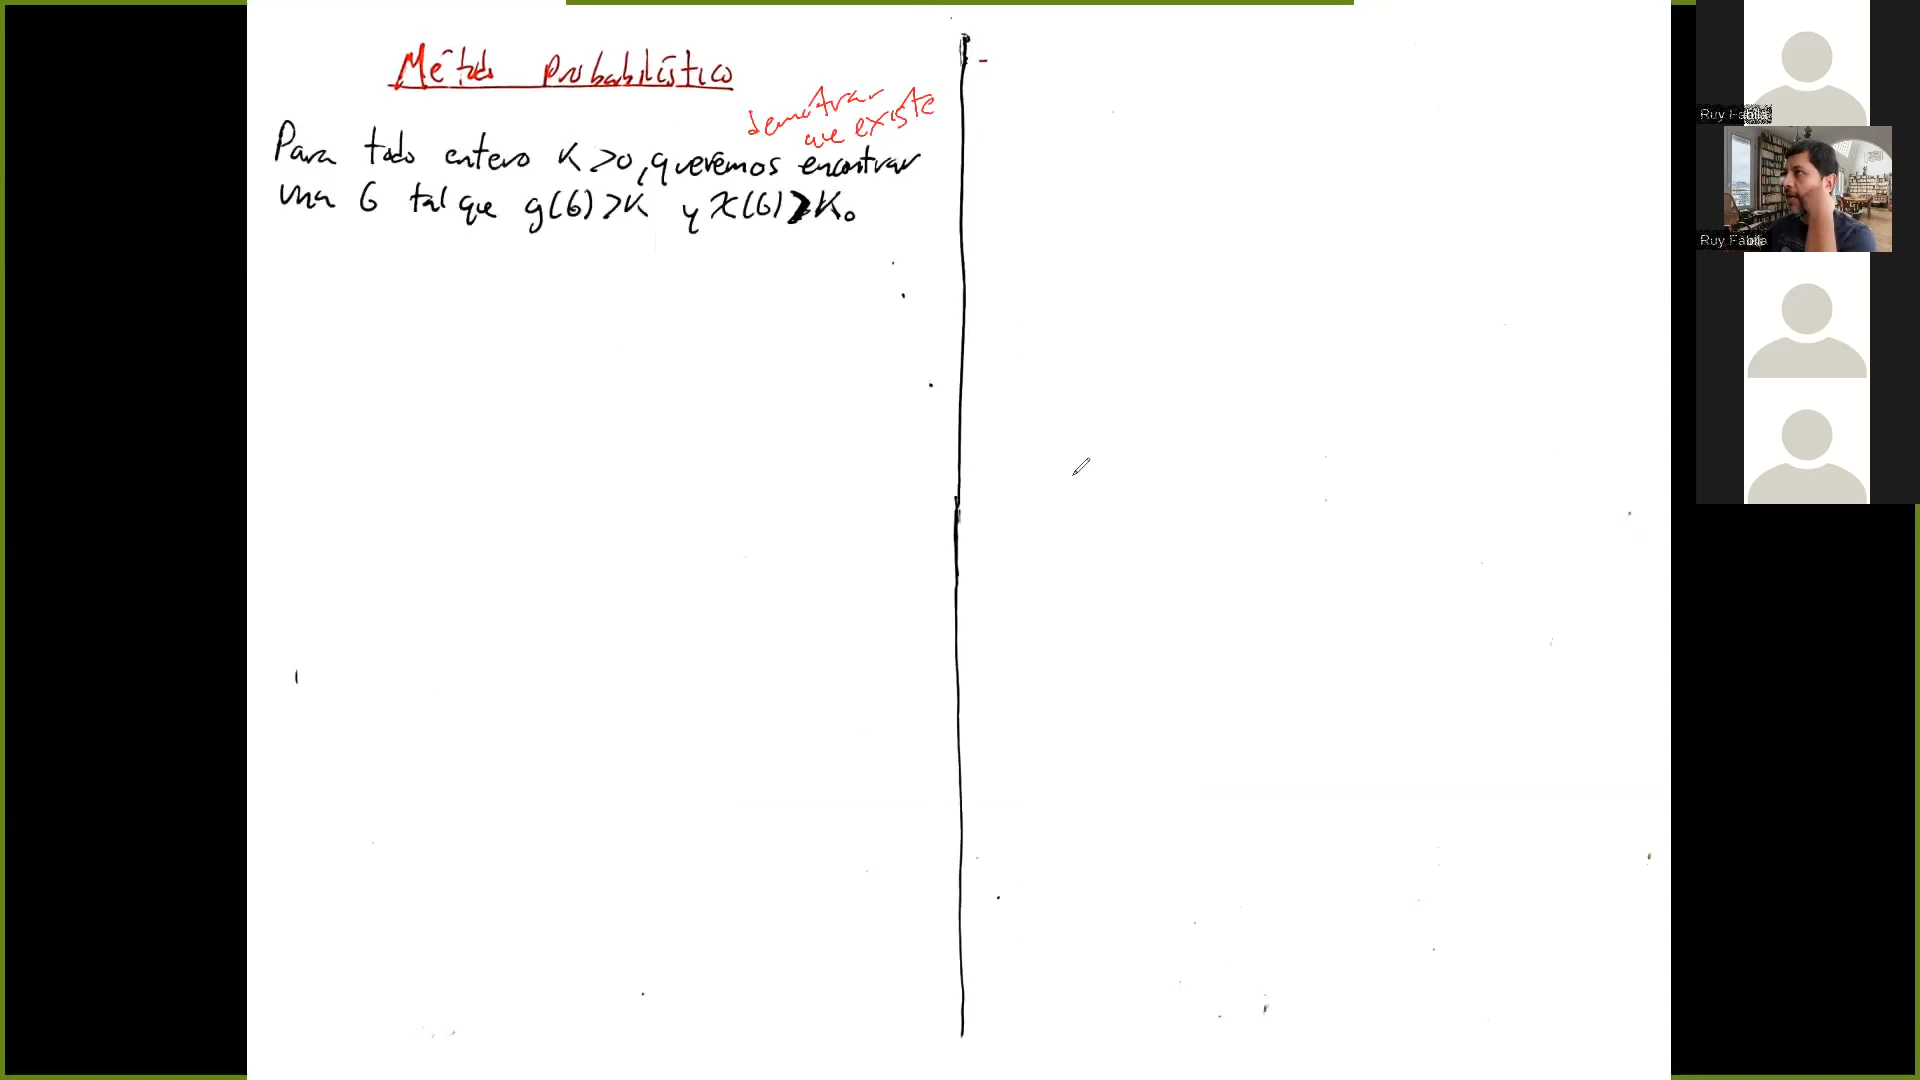 Método probabilístico
demostrar
que existe
Para todo entero K >0, queremos encontrar
una G tal que g(G) >K y χ(G) >K.
Ruy Fabila
Ruy Fabila